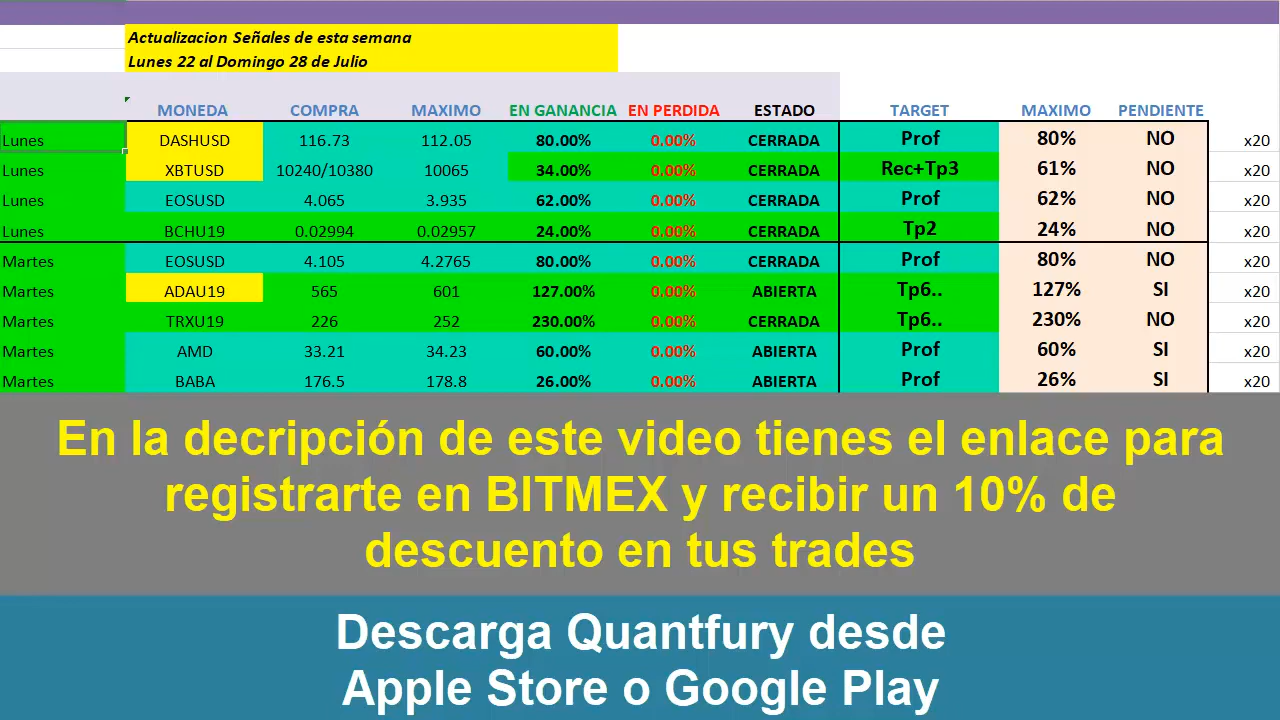 Actualizacion Señales de esta semana
Lunes 22 al Domingo 28 de Julio
MONEDA COMPRA MAXIMO EN GANANCIA EN PERDIDA ESTADO TARGET MAXIMO PENDIENTE
Lunes DASHUSD 116.73 112.05 80.00% 0.00% CERRADA Prof 80% NO x20
Lunes XBTUSD 10240/10380 10065 34.00% 0.00% CERRADA Rec+Tp3 61% NO x20
Lunes EOSUSD 4.065 3.935 62.00% 0.00% CERRADA Prof 62% NO x20
Lunes BCHU19 0.02994 0.02957 24.00% 0.00% CERRADA Tp2 24% NO x20
Martes EOSUSD 4.105 4.2765 80.00% 0.00% CERRADA Prof 80% NO x20
Martes ADAU19 565 601 127.00% 0.00% ABIERTA Tp6.. 127% SI x20
Martes TRXU19 226 252 230.00% 0.00% CERRADA Tp6.. 230% NO x20
Martes AMD 33.21 34.23 60.00% 0.00% ABIERTA Prof 60% SI x20
Martes BABA 176.5 178.8 26.00% 0.00% ABIERTA Prof 26% SI x20
En la decripción de este video tienes el enlace para
registrarte en BITMEX y recibir un 10% de
descuento en tus trades
Descarga Quantfury desde
Apple Store o Google Play